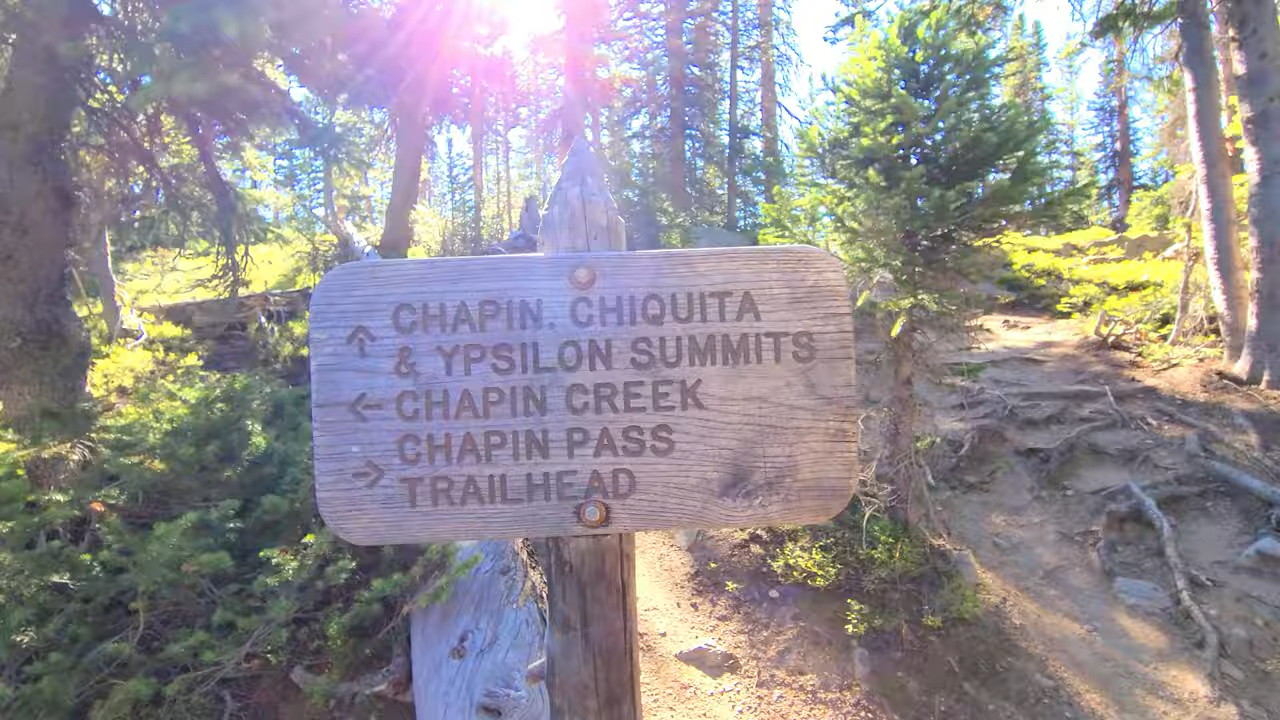 CHAPIN, CHIQUITA
& YPSILON SUMMITS
CHAPIN CREEK
CHAPIN PASS
TRAILHEAD